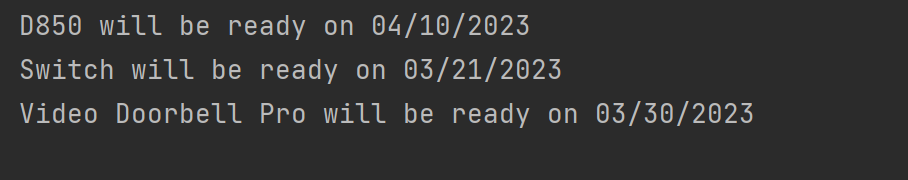 D850 will be ready on 04/10/2023
Switch will be ready on 03/21/2023
Video Doorbell Pro will be ready on 03/30/2023